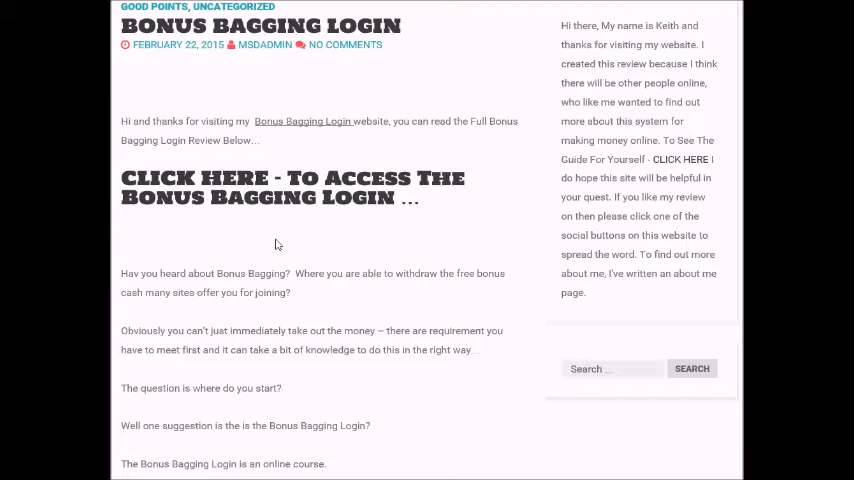 GOOD POINTS, UNCATEGORIZED
BONUS BAGGING LOGIN
FEBRUARY 22, 2015 MSDADMIN NO COMMENTS
Hi and thanks for visiting my Bonus Bagging Login website, you can read the Full Bonus
Bagging Login Review Below...
CLICK HERE - TO ACCESS THE
BONUS BAGGING LOGIN ...
Hav you heard about Bonus Bagging? Where you are able to withdraw the free bonus
cash many sites offer you for joining?
Obviously you can't just immediately take out the money – there are requirement you
have to meet first and it can take a bit of knowledge to do this in the right way...
The question is where do you start?
Well one suggestion is the is the Bonus Bagging Login?
The Bonus Bagging Login is an online course.
Hi there, My name is Keith and
thanks for visiting my website. I
created this review because I think
there will be other people online,
who like me wanted to find out
more about this system for
making money online. To See The
Guide For Yourself - CLICK HERE I
do hope this site will be helpful in
your quest. If you like my review
on then please click one of the
social buttons on this website to
spread the word. To find out more
about me, I've written an about me
page.
Search ... SEARCH